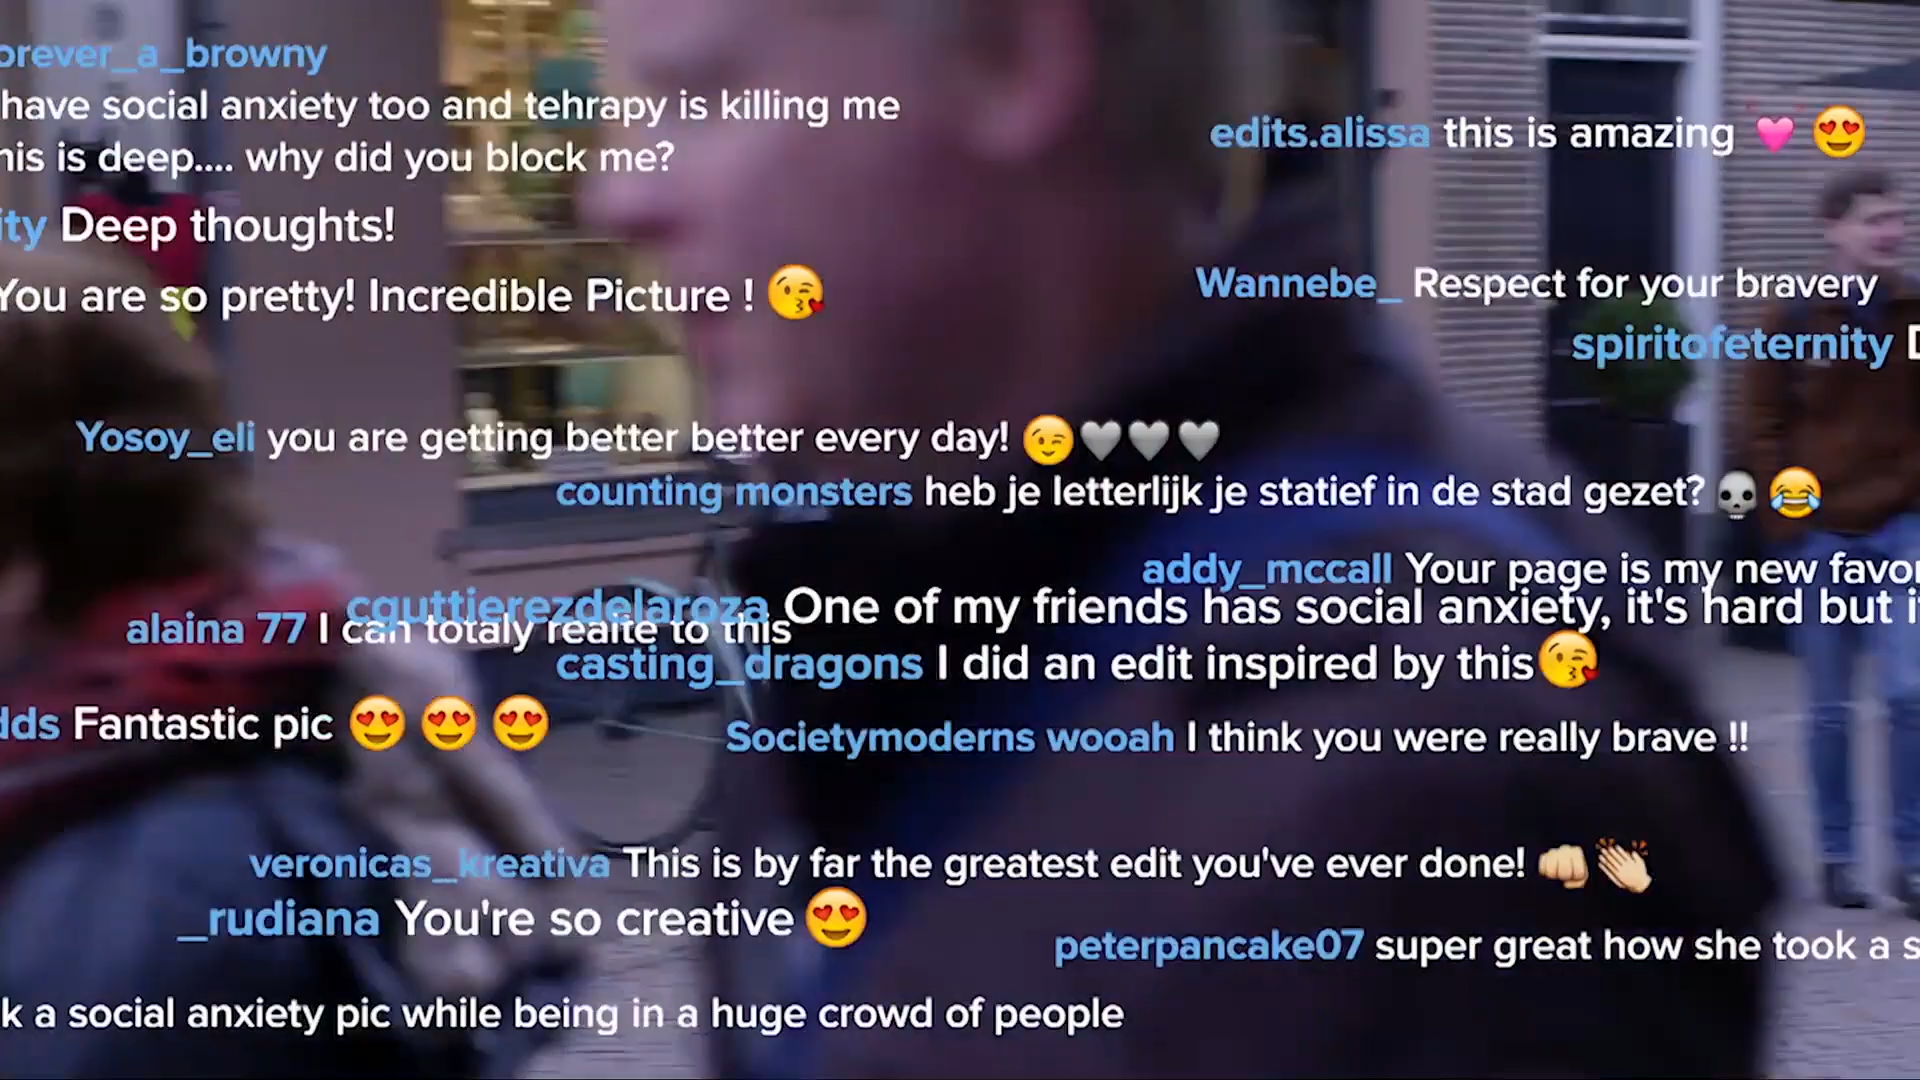 orever_a_browny
have social anxiety too and tehrapy is killing me
his is deep.... why did you block me?
edits.alissa this is amazing 💓 😍
ity Deep thoughts!
You are so pretty! Incredible Picture ! 😘
Wannebe_ Respect for your bravery
spiritofeternity D
Yosoy_eli you are getting better better every day! 😉🤍🤍🤍
counting monsters heb je letterlijk je statief in de stad gezet? 💀😂
addy_mccall Your page is my new favor
cguttierezdelaroza One of my friends has social anxiety, it's hard but i
alaina 77 I can totaly realte to this
casting_dragons I did an edit inspired by this😘
dds Fantastic pic 😍 😍 😍
Societymoderns wooah I think you were really brave !!
veronicas_kreativa This is by far the greatest edit you've ever done! 👊🏼👏🏼
_rudiana You're so creative 😍
peterpancake07 super great how she took a s
k a social anxiety pic while being in a huge crowd of people